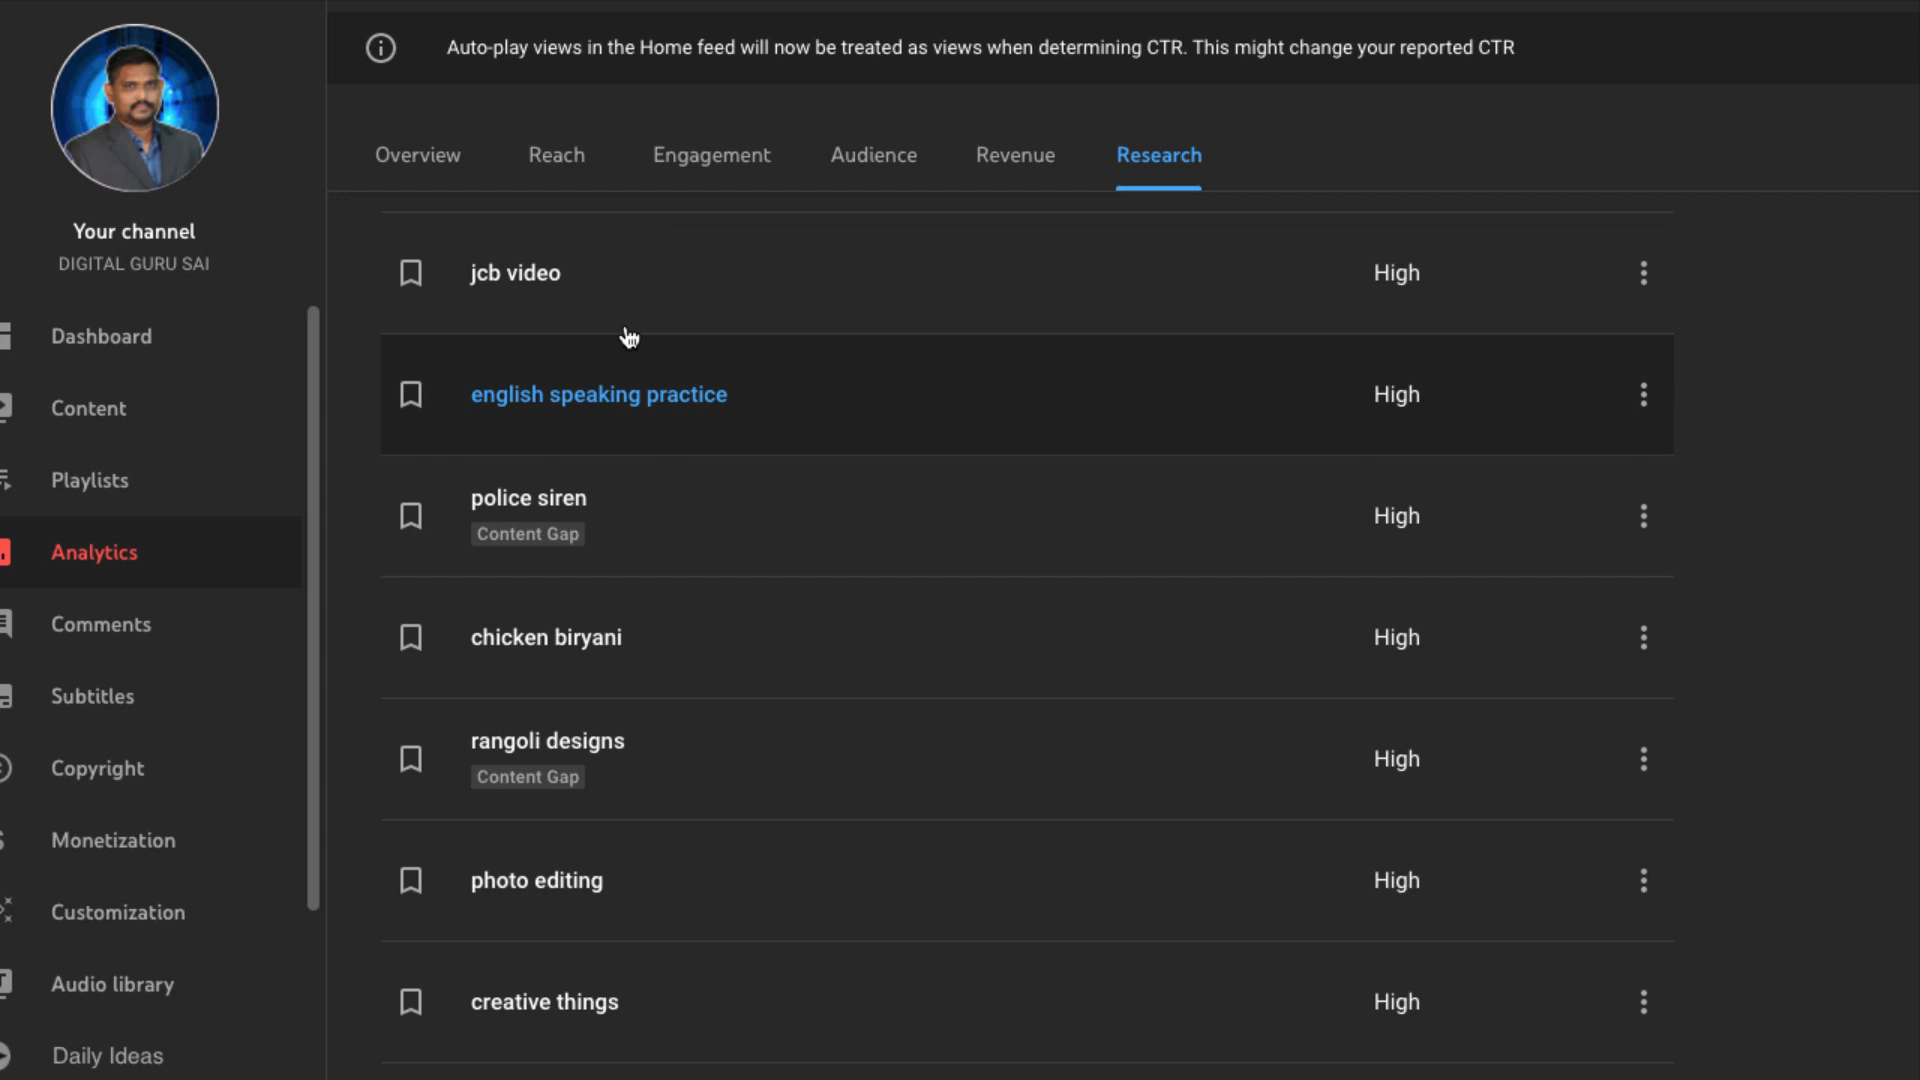 Auto-play views in the Home feed will now be treated as views when determining CTR. This might change your reported CTR
Overview Reach Engagement Audience Revenue Research
Your channel
DIGITAL GURU SAI
Dashboard
Content
Playlists
Analytics
Comments
Subtitles
Copyright
Monetization
Customization
Audio library
Daily Ideas
jcb video High
english speaking practice High
police siren High
Content Gap
chicken biryani High
rangoli designs High
Content Gap
photo editing High
creative things High